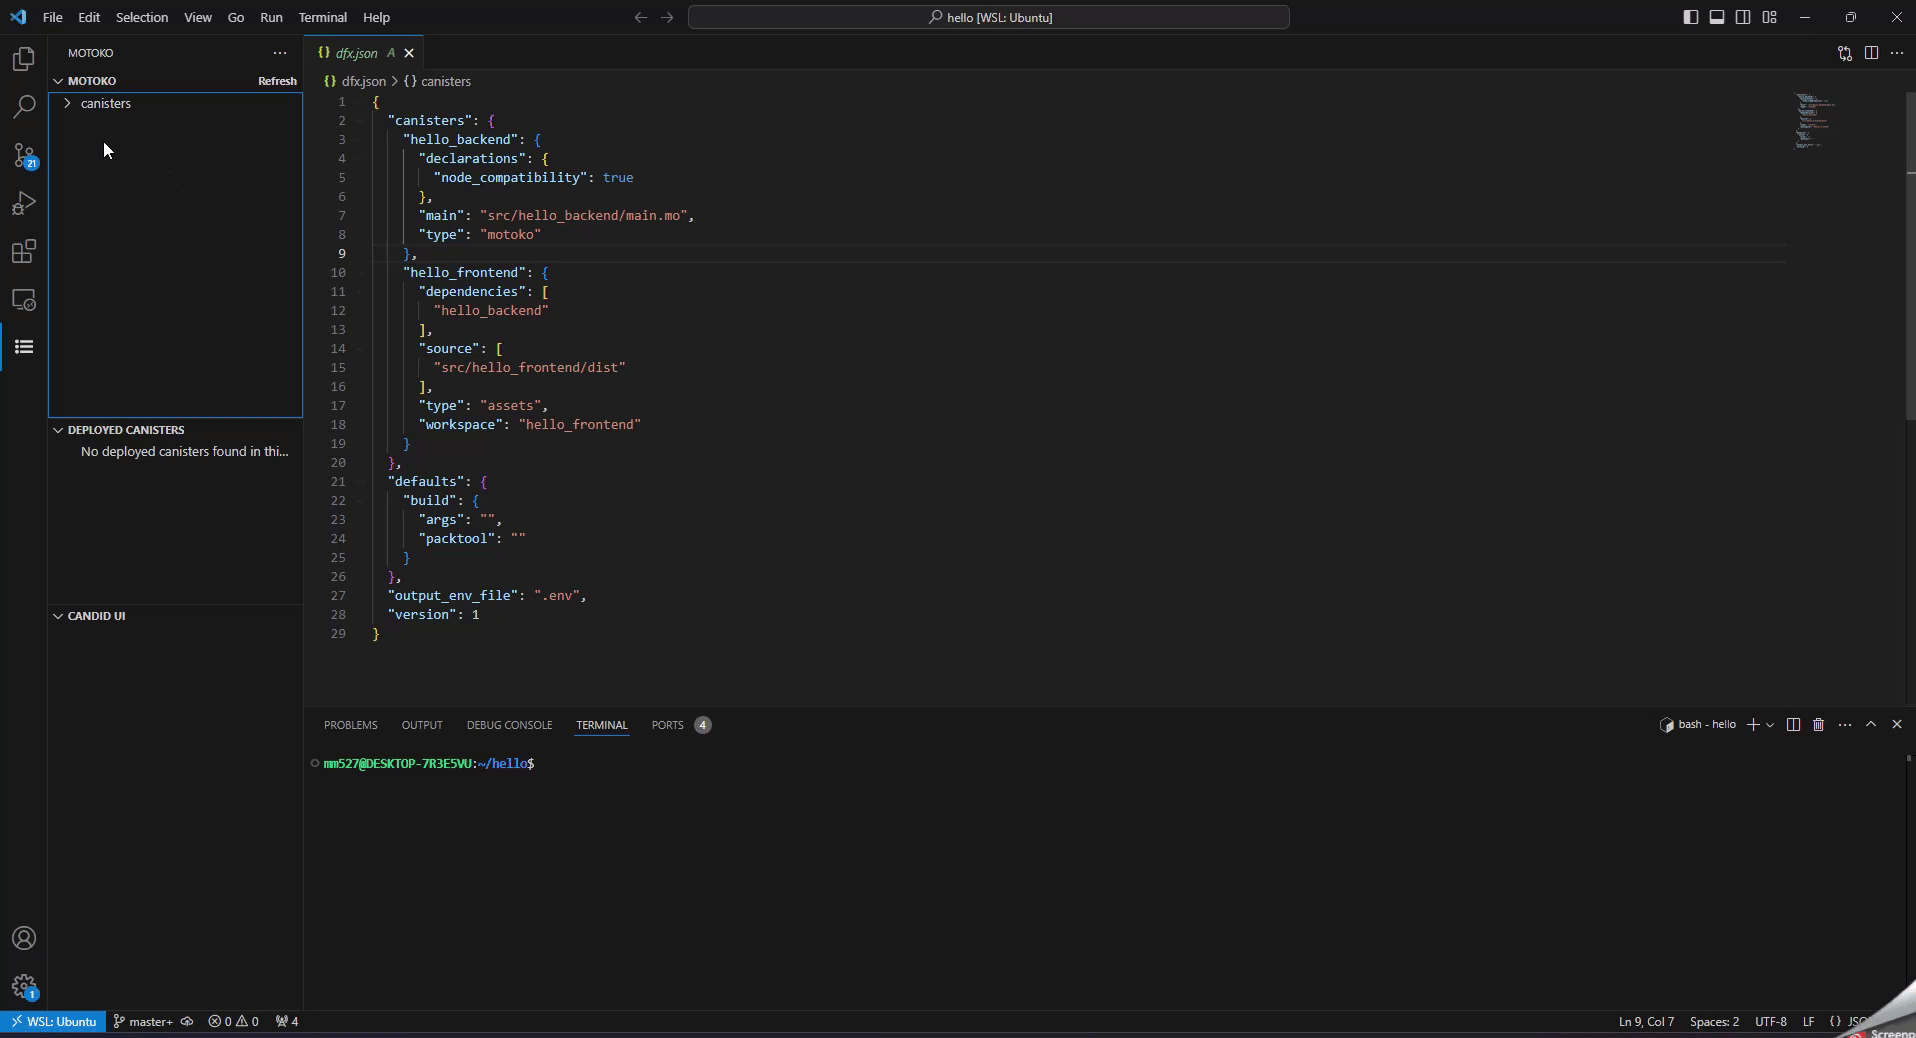 File Edit Selection View Go Run Terminal Help
hello [WSL: Ubuntu]
MOTOKO
MOTOKO
Refresh
canisters
21
DEPLOYED CANISTERS
No deployed canisters found in thi...
CANDID UI
1
{} dfx.json A
{} dfx.json > {} canisters
1 {
2 "canisters": {
3 "hello_backend": {
4 "declarations": {
5 "node_compatibility": true
6 },
7 "main": "src/hello_backend/main.mo",
8 "type": "motoko"
9 },
10 "hello_frontend": {
11 "dependencies": [
12 "hello_backend"
13 ],
14 "source": [
15 "src/hello_frontend/dist"
16 ],
17 "type": "assets",
18 "workspace": "hello_frontend"
19 }
20 },
21 "defaults": {
22 "build": {
23 "args": "",
24 "packtool": ""
25 }
26 },
27 "output_env_file": ".env",
28 "version": 1
29 }
PROBLEMS OUTPUT DEBUG CONSOLE TERMINAL PORTS 4
bash - hello
mm527@DESKTOP-7R3E5VU:~/hello$
WSL: Ubuntu master+ 0 0 4
Ln 9, Col 7 Spaces: 2 UTF-8 LF {}